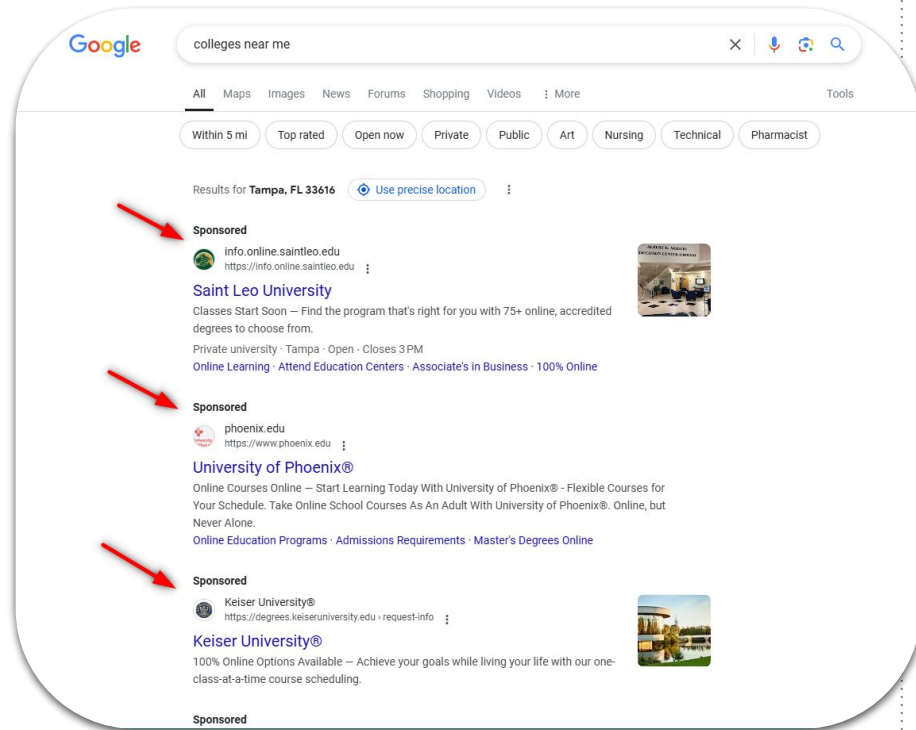 Google
colleges near me
All Maps Images News Forums Shopping Videos More Tools
Within 5 mi Top rated Open now Private Public Art Nursing Technical Pharmacist
Results for Tampa, FL 33616 Use precise location
Sponsored
info.online.saintleo.edu
https://info.online.saintleo.edu
Saint Leo University
Classes Start Soon — Find the program that's right for you with 75+ online, accredited
degrees to choose from.
Private university · Tampa · Open · Closes 3 PM
Online Learning · Attend Education Centers · Associate's in Business · 100% Online
Sponsored
phoenix.edu
https://www.phoenix.edu
University of Phoenix®
Online Courses Online — Start Learning Today With University of Phoenix® - Flexible Courses for
Your Schedule. Take Online School Courses As An Adult With University of Phoenix®. Online, but
Never Alone.
Online Education Programs · Admissions Requirements · Master's Degrees Online
Sponsored
Keiser University®
https://degrees.keiseruniversity.edu › request-info
Keiser University®
100% Online Options Available — Achieve your goals while living your life with our one-
class-at-a-time course scheduling.
Sponsored